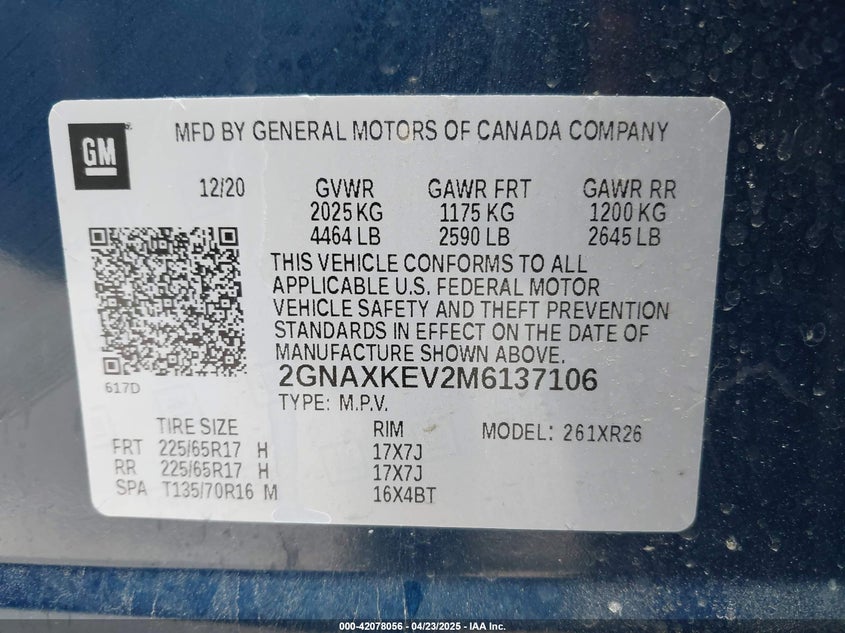 GM
MFD BY GENERAL MOTORS OF CANADA COMPANY
12/20 GVWR GAWR FRT GAWR RR
2025 KG 1175 KG 1200 KG
4464 LB 2590 LB 2645 LB
THIS VEHICLE CONFORMS TO ALL
APPLICABLE U.S. FEDERAL MOTOR
VEHICLE SAFETY AND THEFT PREVENTION
STANDARDS IN EFFECT ON THE DATE OF
MANUFACTURE SHOWN ABOVE.
617D
2GNAXKEV2M6137106
TYPE: M.P.V.
TIRE SIZE RIM MODEL: 261XR26
FRT 225/65R17 H 17X7J
RR 225/65R17 H 17X7J
SPA T135/70R16 M 16X4BT
000-42078056 - 04/23/2025 - IAA Inc.